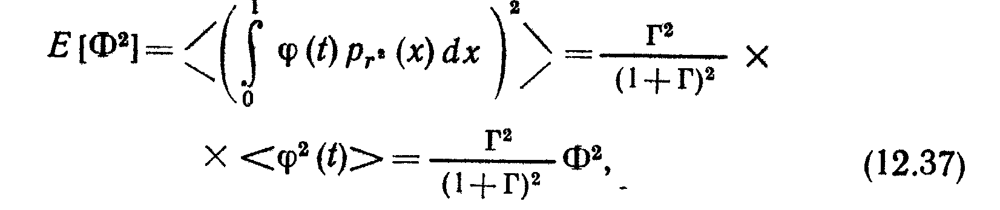 E [Φ²] = <( ∫₀¹ φ (t) p_{r²} (x) dx )²> = Γ² / (1 + Γ)² ×
× <φ² (t)> = Γ² / (1 + Γ)² Φ², (12.37)